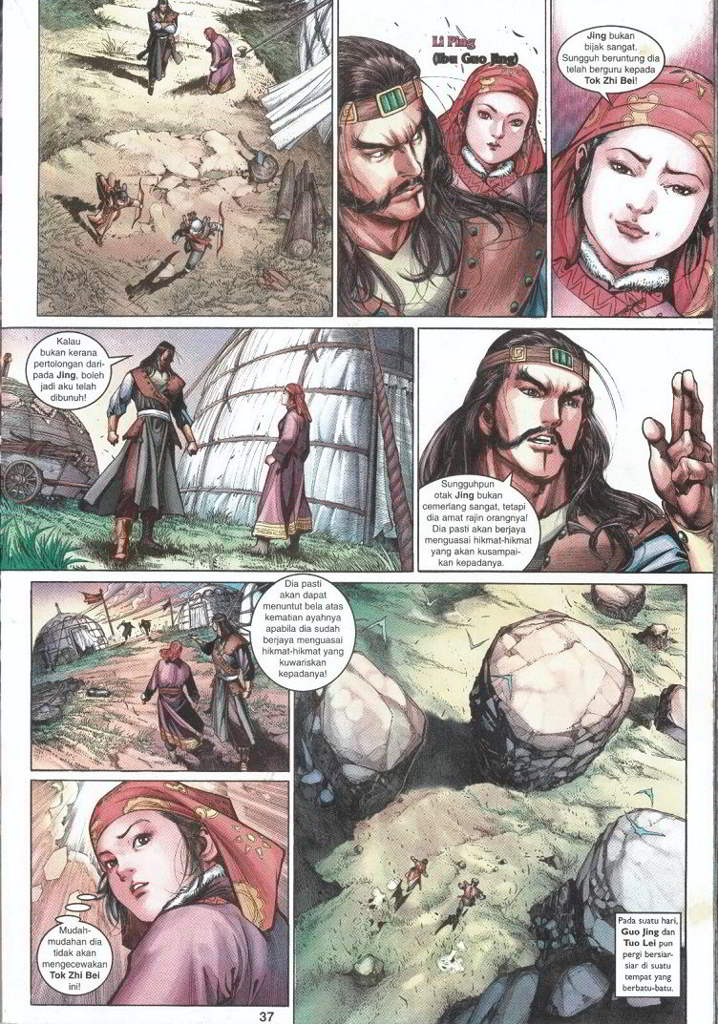 Li Ping
(Ibu Guo Jing)
Jing bukan
bijak sangat.
Sungguh beruntung dia
telah berguru kepada
Tok Zhi Bei!
Kalau
bukan kerana
pertolongan dari-
pada Jing, boleh
jadi aku telah
dibunuh!
Sungguhpun
otak Jing bukan
cemerlang sangat, tetapi
dia amat rajin orangnya!
Dia pasti akan berjaya
menguasai hikmat-hikmat
yang akan kusampai-
kan kepadanya.
Dia pasti
akan dapat
menuntut bela atas
kematian ayahnya
apabila dia sudah
berjaya menguasai
hikmat-hikmat yang
kuwariskan
kepadanya!
Mudah-
mudahan dia
tidak akan
mengecewakan
Tok Zhi Bei
ini!
Pada suatu hari,
Guo Jing dan
Tuo Lei pun
pergi bersiar-
siar di suatu
tempat yang
berbatu-batu.
37